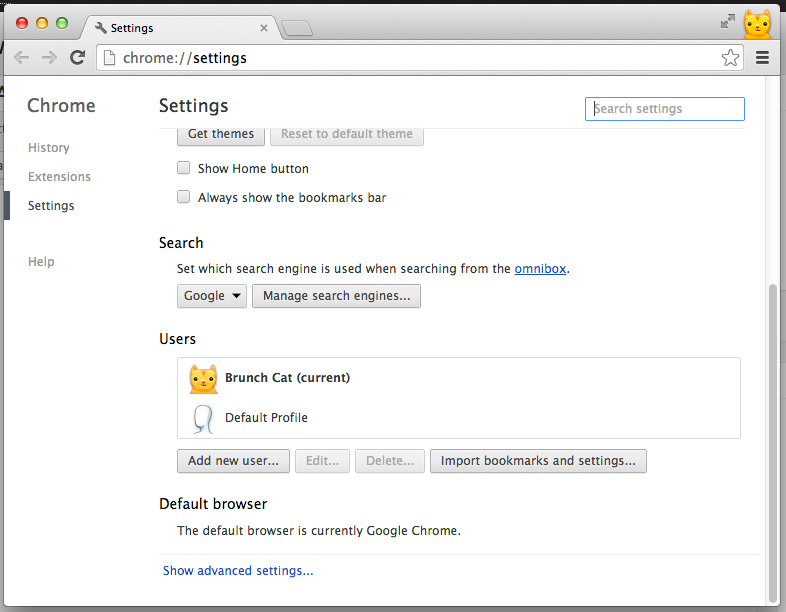 Settings
chrome://settings
Chrome
Settings
Search settings
History
Extensions
Settings
Help
Get themes
Reset to default theme
Show Home button
Always show the bookmarks bar
Search
Set which search engine is used when searching from the omnibox.
Google
Manage search engines...
Users
Brunch Cat (current)
Default Profile
Add new user...
Edit...
Delete...
Import bookmarks and settings...
Default browser
The default browser is currently Google Chrome.
Show advanced settings...